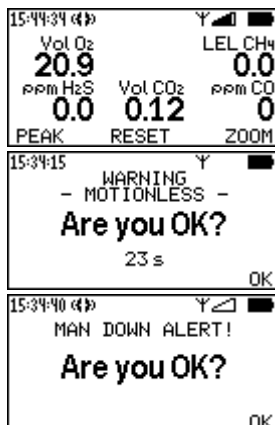 15:44:34
Vol O₂ LEL CH₄
20.9 0.0
ppm H₂S Vol CO₂ ppm CO
0.0 0.12 0
PEAK RESET ZOOM
15:34:15
WARNING
- MOTIONLESS -
Are you OK?
23 s
OK
15:34:40
MAN DOWN ALERT!
Are you OK?
OK